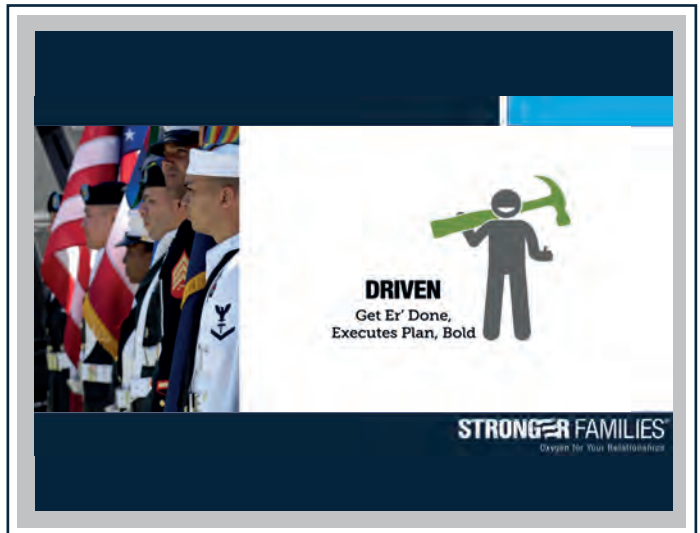 DRIVEN
Get Er' Done,
Executes Plan, Bold
STRONGER FAMILIES®
Oxygen for Your Relationships